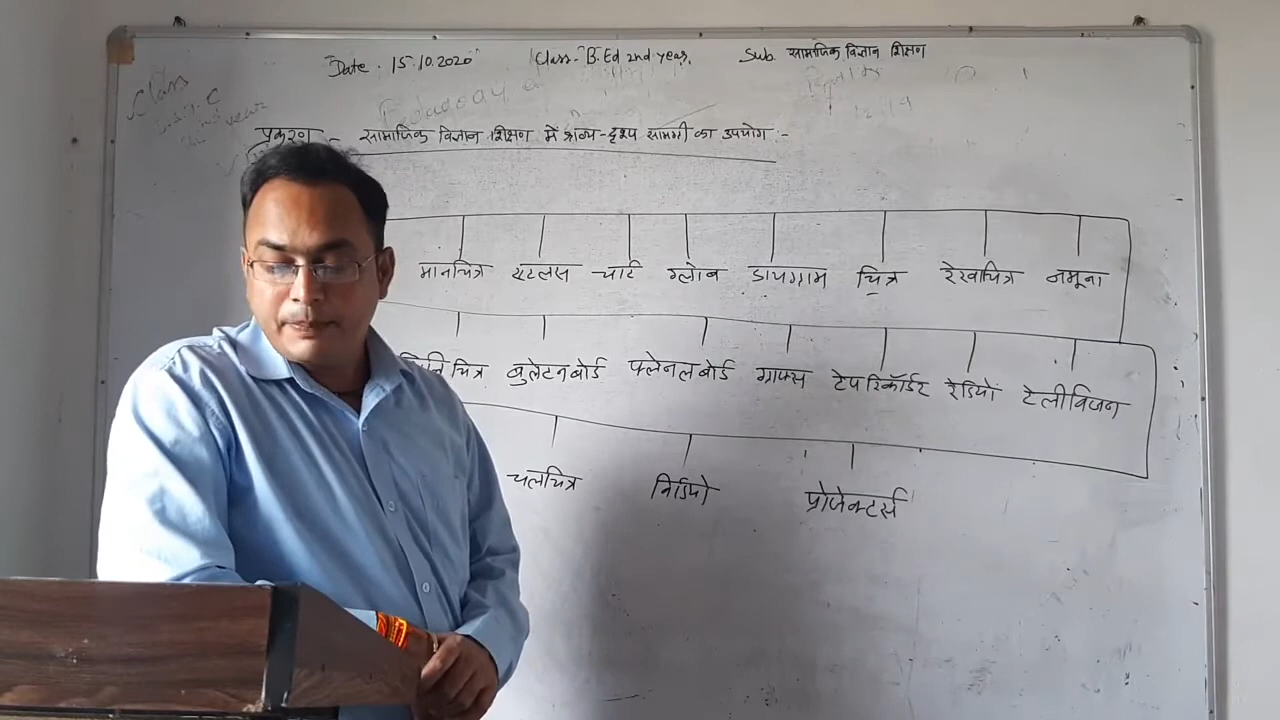 Date. 15.10.2020 Class- B.Ed 2nd year. Sub. सामाजिक विज्ञान शिक्षण
प्रकरण - सामाजिक विज्ञान शिक्षण में श्रव्य-दृश्य सामग्री का उपयोग :-
मानचित्र एटलस चार्ट ग्लोब डायग्राम चित्र रेखाचित्र नमूना
चित्र बुलेटनबोर्ड फ्लेनलबोर्ड ग्राफ्स टेपरिकॉर्डर रेडियो टेलीविजन
चलचित्र विडियो प्रोजेक्टर्स